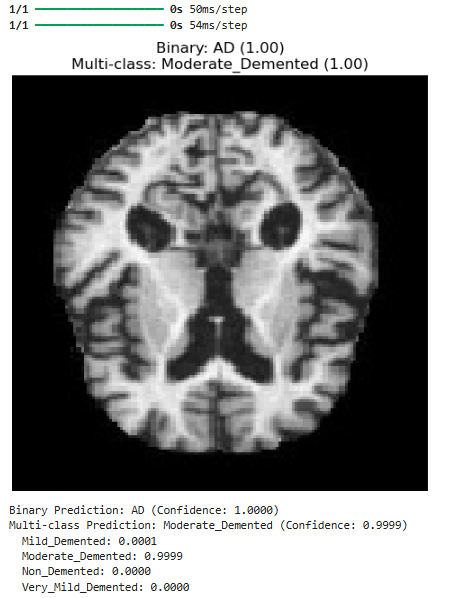 1/1 ━━━━━━━━━━━━━━━━━━━━ 0s 50ms/step
1/1 ━━━━━━━━━━━━━━━━━━━━ 0s 54ms/step
Binary: AD (1.00)
Multi-class: Moderate_Demented (1.00)
Binary Prediction: AD (Confidence: 1.0000)
Multi-class Prediction: Moderate_Demented (Confidence: 0.9999)
Mild_Demented: 0.0001
Moderate_Demented: 0.9999
Non_Demented: 0.0000
Very_Mild_Demented: 0.0000